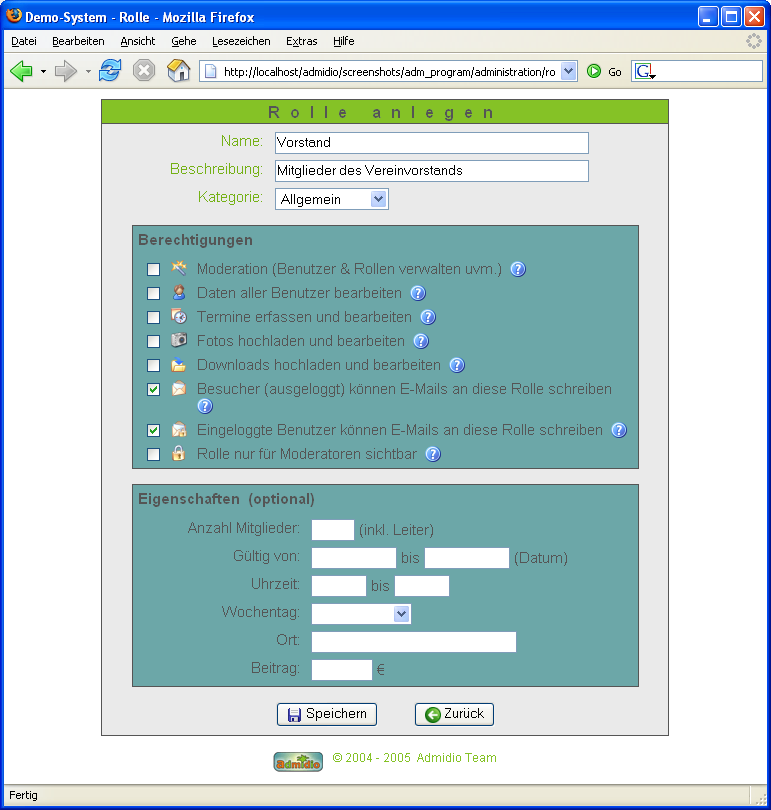 Demo-System - Rolle - Mozilla Firefox
Datei Bearbeiten Ansicht Gehe Lesezeichen Extras Hilfe
http://localhost/admidio/screenshots/adm_program/administration/ro Go G
Rolle anlegen
Name: Vorstand
Beschreibung: Mitglieder des Vereinvorstands
Kategorie: Allgemein
Berechtigungen
Moderation (Benutzer & Rollen verwalten uvm.) ?
Daten aller Benutzer bearbeiten ?
Termine erfassen und bearbeiten ?
Fotos hochladen und bearbeiten ?
Downloads hochladen und bearbeiten ?
Besucher (ausgeloggt) können E-Mails an diese Rolle schreiben
?
Eingeloggte Benutzer können E-Mails an diese Rolle schreiben ?
Rolle nur für Moderatoren sichtbar ?
Eigenschaften (optional)
Anzahl Mitglieder: (inkl. Leiter)
Gültig von: bis (Datum)
Uhrzeit: bis
Wochentag:
Ort:
Beitrag: €
Speichern Zurück
Admidio © 2004 - 2005 Admidio Team
Fertig